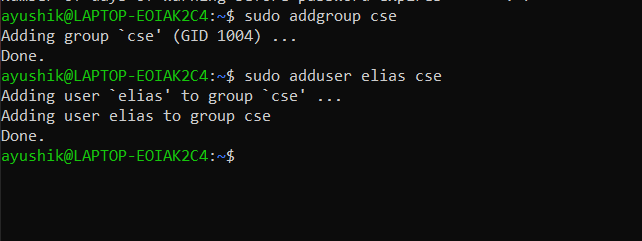 ayushik@LAPTOP-EOIAK2C4:~$ sudo addgroup cse
Adding group `cse' (GID 1004) ...
Done.
ayushik@LAPTOP-EOIAK2C4:~$ sudo adduser elias cse
Adding user `elias' to group `cse' ...
Adding user elias to group cse
Done.
ayushik@LAPTOP-EOIAK2C4:~$